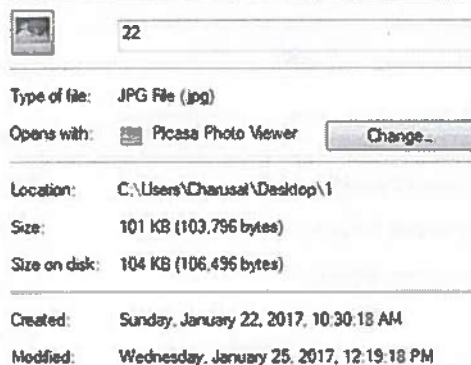 22
Type of file: JPG File (.jpg)
Opens with: Picasa Photo Viewer Change...
Location: C:\Users\Charusat\Desktop\1
Size: 101 KB (103,796 bytes)
Size on disk: 104 KB (106,496 bytes)
Created: Sunday, January 22, 2017, 10:30:18 AM
Modified: Wednesday, January 25, 2017, 12:19:18 PM